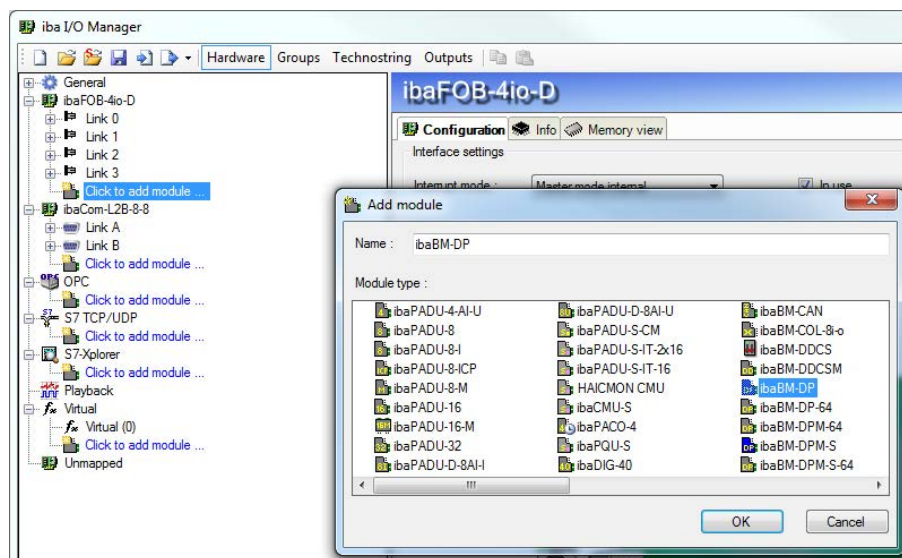 iba I/O Manager
Hardware Groups Technostring Outputs
General
ibaFOB-4io-D
Link 0
Link 1
Link 2
Link 3
Click to add module ...
ibaCom-L2B-8-8
Link A
Link B
Click to add module ...
OPC
Click to add module ...
S7 TCP/UDP
Click to add module ...
S7-Xplorer
Click to add module ...
Playback
Virtual
Virtual (0)
Click to add module ...
Unmapped
ibaFOB-4io-D
Configuration Info Memory view
Interface settings
Interrupt mode : Master mode internal In use
Add module
Name : ibaBM-DP
Module type :
ibaPADU-4-AI-U
ibaPADU-8
ibaPADU-8-I
ibaPADU-8-ICP
ibaPADU-8-M
ibaPADU-16
ibaPADU-16-M
ibaPADU-32
ibaPADU-D-8AI-I
ibaPADU-D-8AI-U
ibaPADU-S-CM
ibaPADU-S-IT-2x16
ibaPADU-S-IT-16
HAICMON CMU
ibaCMU-S
ibaPACO-4
ibaPQU-S
ibaDIG-40
ibaBM-CAN
ibaBM-COL-8i-o
ibaBM-DDCS
ibaBM-DDCSM
ibaBM-DP
ibaBM-DP-64
ibaBM-DPM-64
ibaBM-DPM-S
ibaBM-DPM-S-64
OK Cancel